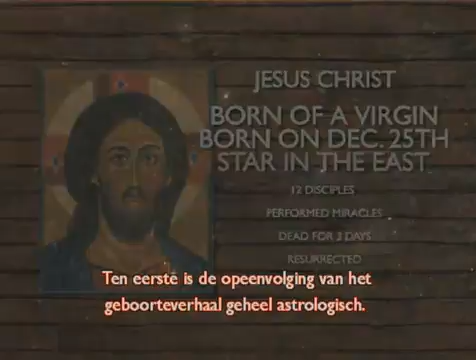 JESUS CHRIST
BORN OF A VIRGIN
BORN ON DEC. 25TH
STAR IN THE EAST
12 DISCIPLES
PERFORMED MIRACLES
DEAD FOR 3 DAYS
RESURRECTED
Ten eerste is de opeenvolging van het
geboorteverhaal geheel astrologisch.